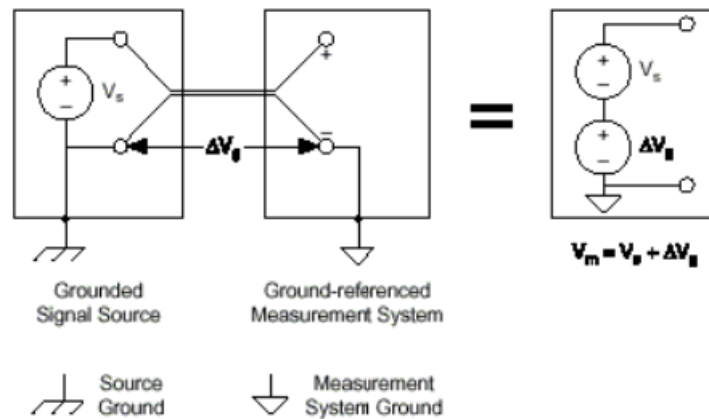 +
−
Vs
ΔVg
+
−
=
+
−
Vs
+
−
ΔVg
Vm = Vs + ΔVg
Grounded
Signal Source
Ground-referenced
Measurement System
Source
Ground
Measurement
System Ground